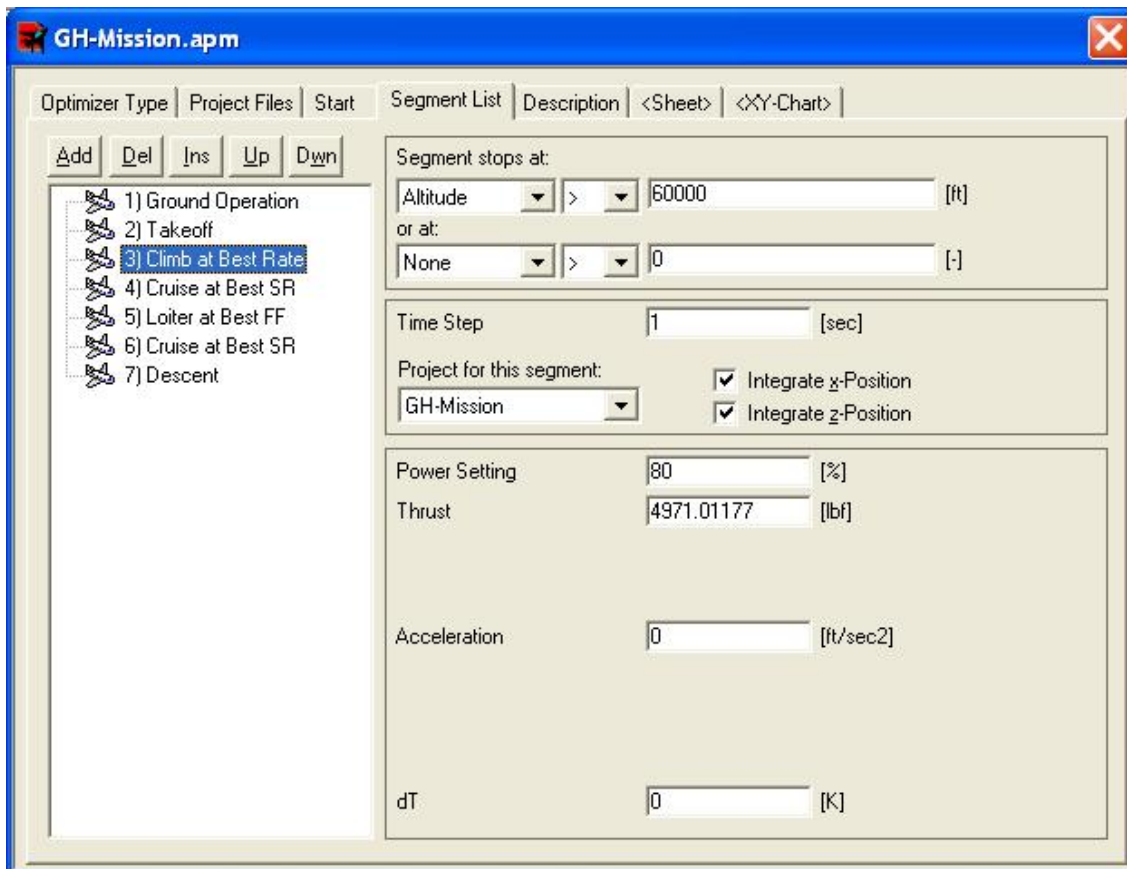 GH-Mission.apm
Optimizer Type Project Files Start Segment List Description <Sheet> <XY-Chart>
Add Del Ins Up Dwn
1) Ground Operation
2) Takeoff
3) Climb at Best Rate
4) Cruise at Best SR
5) Loiter at Best FF
6) Cruise at Best SR
7) Descent
Segment stops at:
Altitude > 60000 [ft]
or at:
None > 0 [-]
Time Step 1 [sec]
Project for this segment:
GH-Mission
Integrate x-Position
Integrate z-Position
Power Setting 80 [%]
Thrust 4971.01177 [lbf]
Acceleration 0 [ft/sec2]
dT 0 [K]